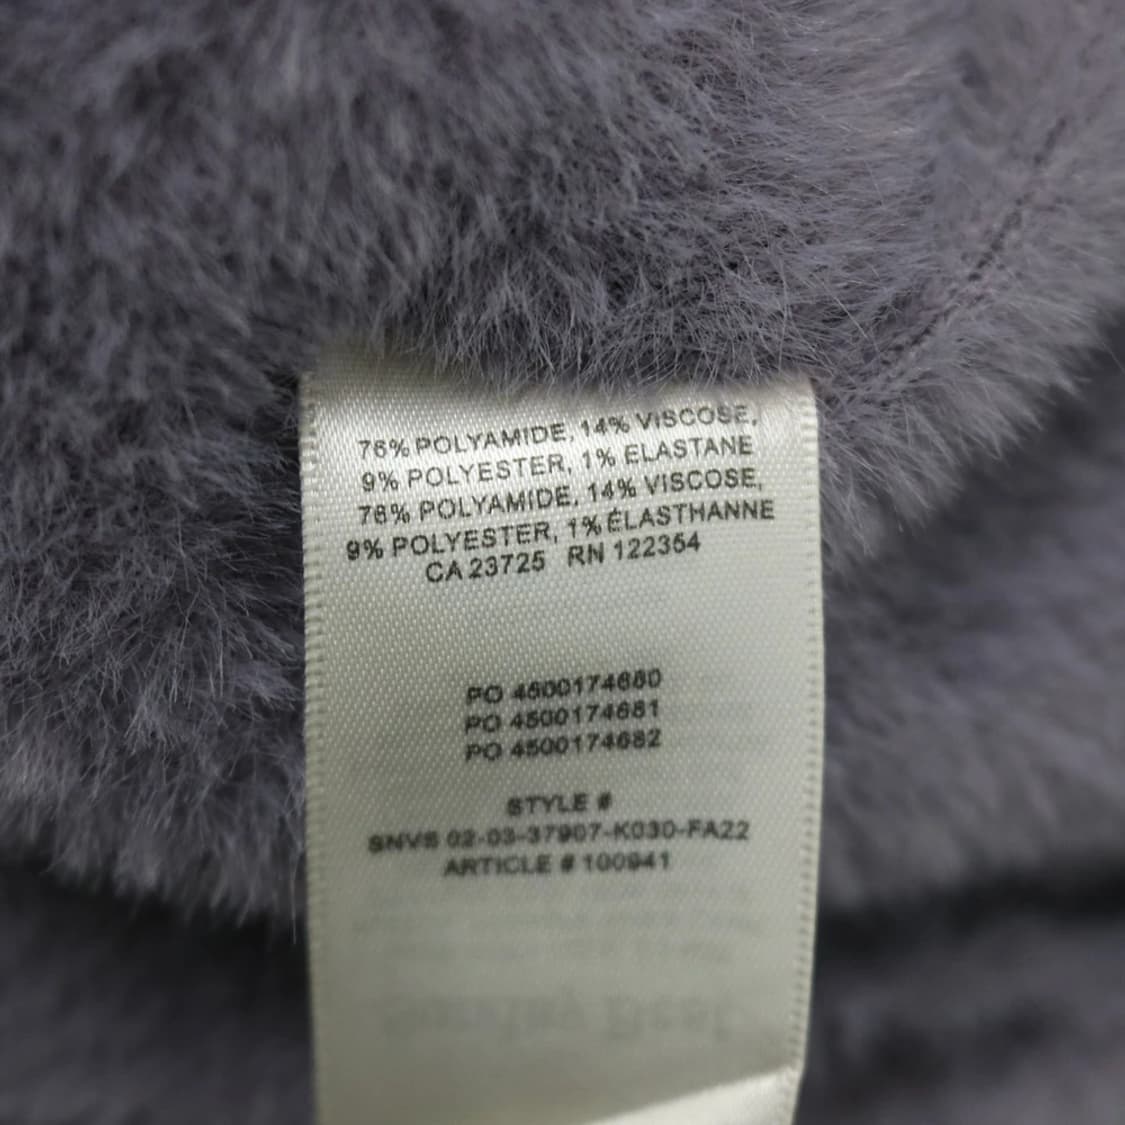 76% POLYAMIDE, 14% VISCOSE,
9% POLYESTER, 1% ELASTANE
76% POLYAMIDE, 14% VISCOSE,
9% POLYESTER, 1% ÉLASTHANNE
CA 23725 RN 122354
PO 4500174680
PO 4500174681
PO 4500174682
STYLE #
SNVS 02-03-37907-K030-FA22
ARTICLE # 100941